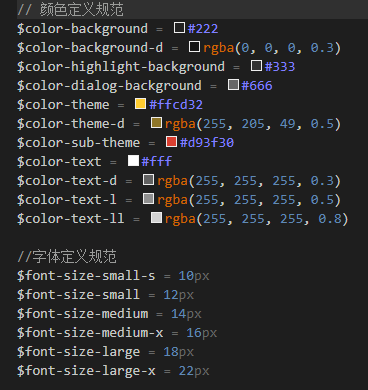 // 颜色定义规范
$color-background = #222
$color-background-d = rgba(0, 0, 0, 0.3)
$color-highlight-background = #333
$color-dialog-background = #666
$color-theme = #ffcd32
$color-theme-d = rgba(255, 205, 49, 0.5)
$color-sub-theme = #d93f30
$color-text = #fff
$color-text-d = rgba(255, 255, 255, 0.3)
$color-text-l = rgba(255, 255, 255, 0.5)
$color-text-ll = rgba(255, 255, 255, 0.8)
//字体定义规范
$font-size-small-s = 10px
$font-size-small = 12px
$font-size-medium = 14px
$font-size-medium-x = 16px
$font-size-large = 18px
$font-size-large-x = 22px